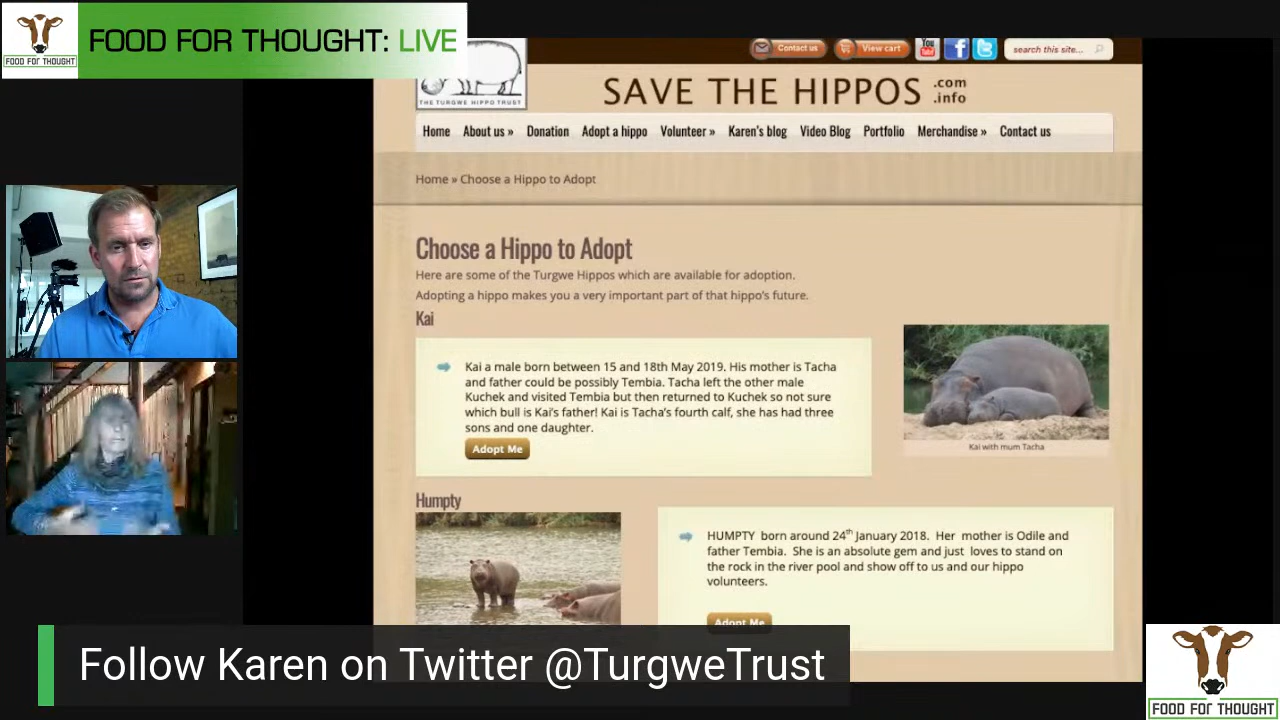 FOOD FOR THOUGHT
FOOD FOR THOUGHT: LIVE
Contact us
View cart
You
search this site...
THE TURGWE HIPPO TRUST
SAVE THE HIPPOS .com
.info
Home About us » Donation Adopt a hippo Volunteer » Karen's blog Video Blog Portfolio Merchandise » Contact us
Home » Choose a Hippo to Adopt
Choose a Hippo to Adopt
Here are some of the Turgwe Hippos which are available for adoption.
Adopting a hippo makes you a very important part of that hippo's future.
Kai
Kai a male born between 15 and 18th May 2019. His mother is Tacha
and father could be possibly Tembia. Tacha left the other male
Kuchek and visited Tembia but then returned to Kuchek so not sure
which bull is Kai's father! Kai is Tacha's fourth calf, she has had three
sons and one daughter.
Adopt Me
Kai with mum Tacha
Humpty
HUMPTY born around 24th January 2018. Her mother is Odile and
father Tembia. She is an absolute gem and just loves to stand on
the rock in the river pool and show off to us and our hippo
volunteers.
Adopt Me
Follow Karen on Twitter @TurgweTrust
FOOD FOR THOUGHT